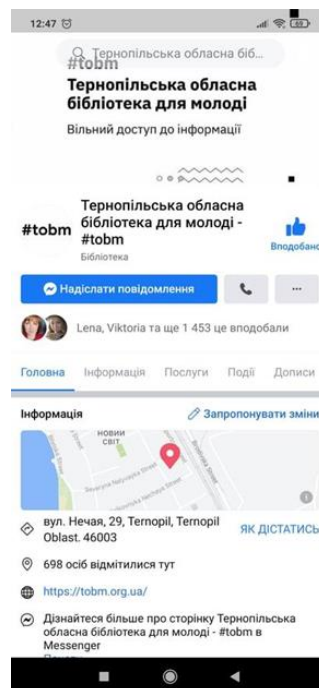 12:47
69
Тернопільська обласна біб...
#tobm
Тернопільська обласна
бібліотека для молоді
Вільний доступ до інформації
#tobm
Тернопільська обласна
бібліотека для молоді -
#tobm
Бібліотека
Вподобано
Надіслати повідомлення
Lena, Viktoria та ще 1 453 це вподобали
Головна Інформація Послуги Події Дописи
Інформація
Запропонувати зміни
НОВИЙ
СВІТ
вул. Нечая, 29, Ternopil, Ternopil
Oblast. 46003
ЯК ДІСТАТИСЬ
698 осіб відмітилися тут
https://tobm.org.ua/
Дізнайтеся більше про сторінку Тернопільська
обласна бібліотека для молоді - #tobm в
Messenger